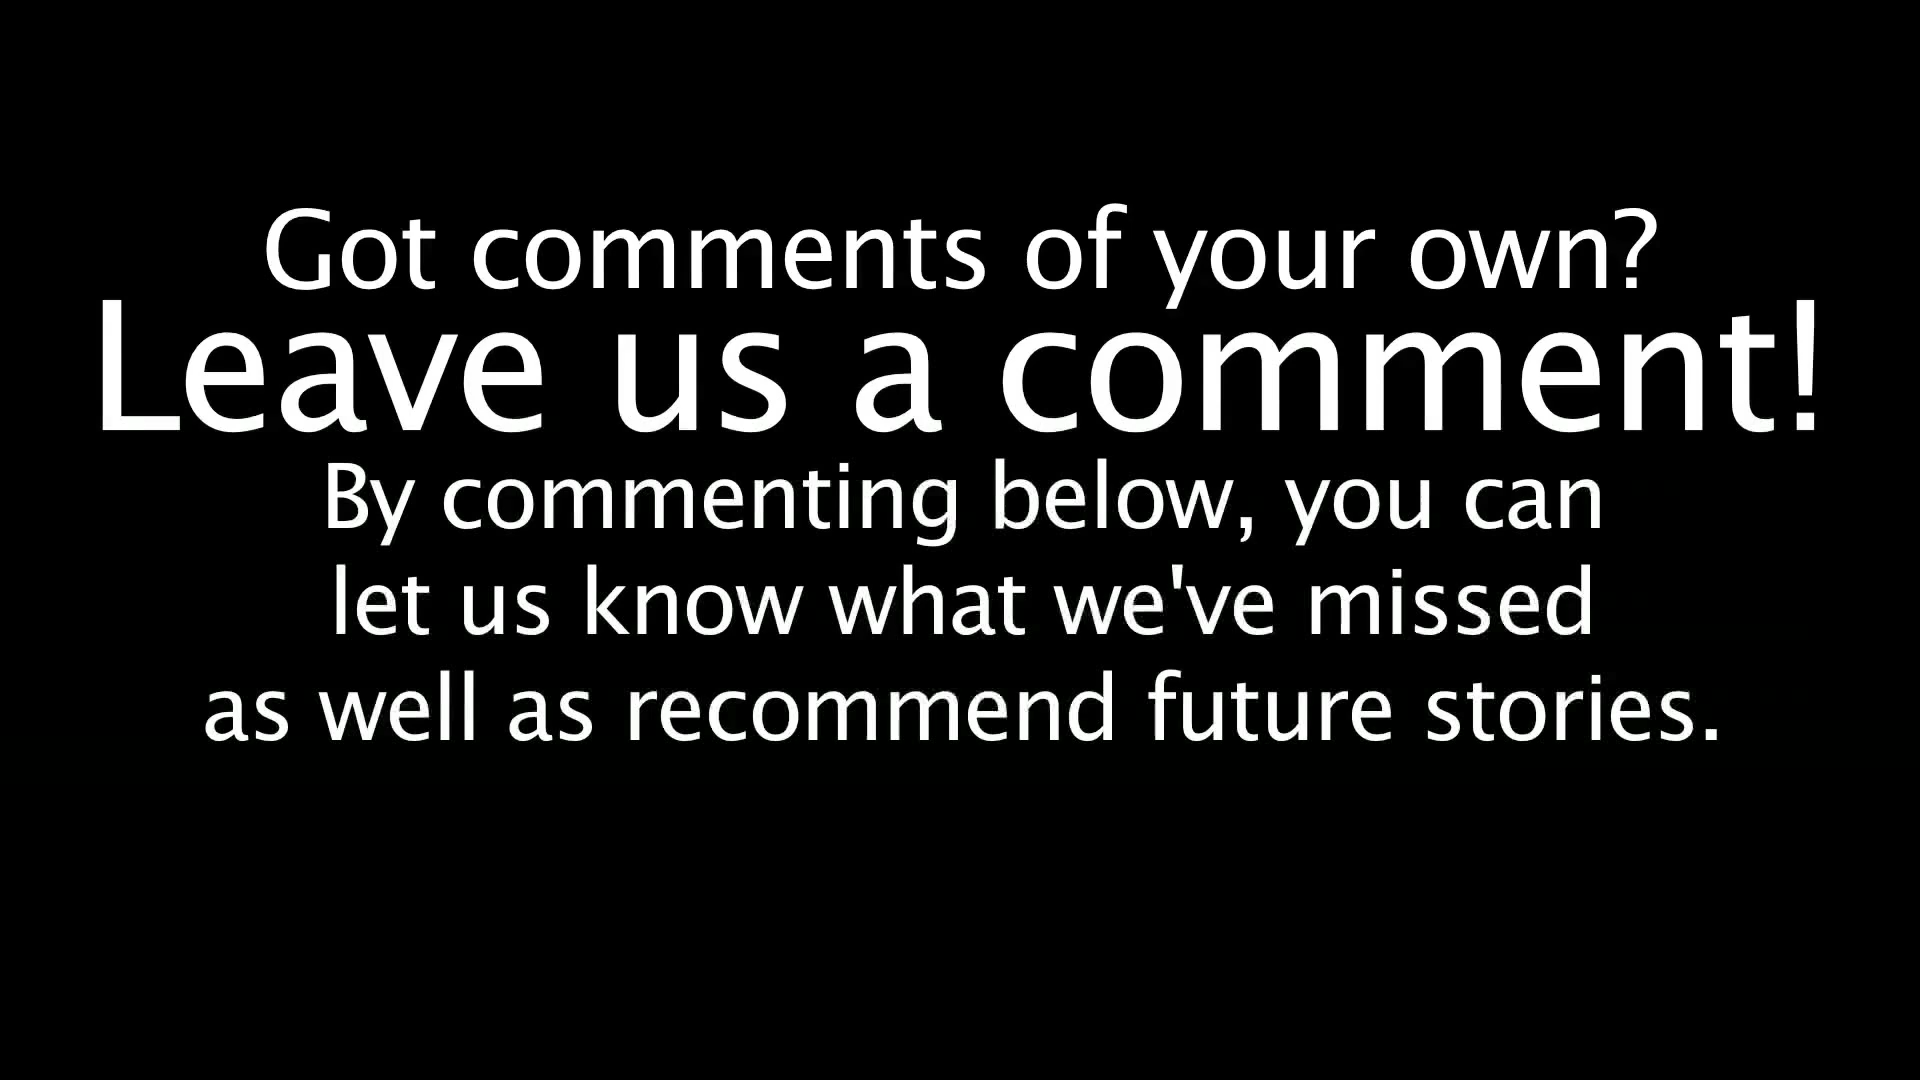 Got comments of your own?
Leave us a comment!
By commenting below, you can
let us know what we've missed
as well as recommend future stories.